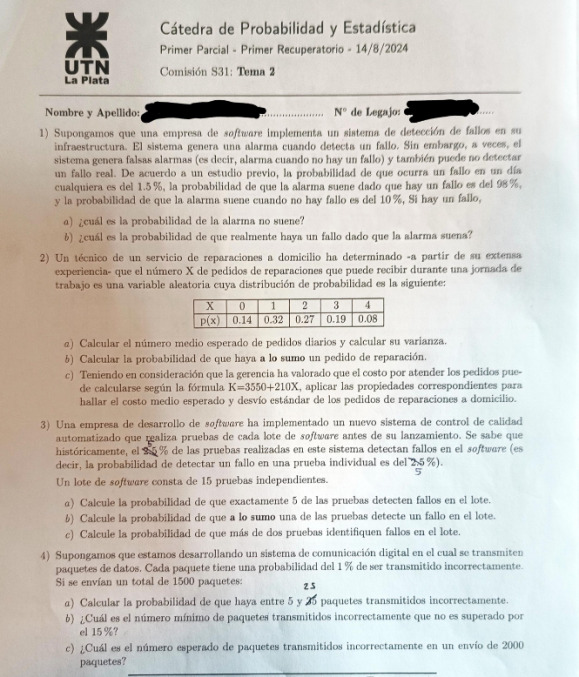 Cátedra de Probabilidad y Estadística
Primer Parcial - Primer Recuperatorio - 14/8/2024
UTN
La Plata
Comisión S31: Tema 2
Nombre y Apellido: N° de Legajo:
1) Supongamos que una empresa de software implementa un sistema de detección de fallos en su
infraestructura. El sistema genera una alarma cuando detecta un fallo. Sin embargo, a veces, el
sistema genera falsas alarmas (es decir, alarma cuando no hay un fallo) y también puede no detectar
un fallo real. De acuerdo a un estudio previo, la probabilidad de que ocurra un fallo en un día
cualquiera es del 1.5%, la probabilidad de que la alarma suene dado que hay un fallo es del 98%,
y la probabilidad de que la alarma suene cuando no hay fallo es del 10%, Si hay un fallo,
a) ¿cuál es la probabilidad de la alarma no suene?
b) ¿cuál es la probabilidad de que realmente haya un fallo dado que la alarma suena?
2) Un técnico de un servicio de reparaciones a domicilio ha determinado -a partir de su extensa
experiencia- que el número X de pedidos de reparaciones que puede recibir durante una jornada de
trabajo es una variable aleatoria cuya distribución de probabilidad es la siguiente:
X 0 1 2 3 4
p(x) 0.14 0.32 0.27 0.19 0.08
a) Calcular el número medio esperado de pedidos diarios y calcular su varianza.
b) Calcular la probabilidad de que haya a lo sumo un pedido de reparación.
c) Teniendo en consideración que la gerencia ha valorado que el costo por atender los pedidos pue-
de calcularse según la fórmula K=3550+210X, aplicar las propiedades correspondientes para
hallar el costo medio esperado y desvío estándar de los pedidos de reparaciones a domicilio.
3) Una empresa de desarrollo de software ha implementado un nuevo sistema de control de calidad
automatizado que realiza pruebas de cada lote de software antes de su lanzamiento. Se sabe que
históricamente, el 5 % de las pruebas realizadas en este sistema detectan fallos en el software (es
decir, la probabilidad de detectar un fallo en una prueba individual es del 2.5%).
5
Un lote de software consta de 15 pruebas independientes.
a) Calcule la probabilidad de que exactamente 5 de las pruebas detecten fallos en el lote.
b) Calcule la probabilidad de que a lo sumo una de las pruebas detecte un fallo en el lote.
c) Calcule la probabilidad de que más de dos pruebas identifiquen fallos en el lote.
4) Supongamos que estamos desarrollando un sistema de comunicación digital en el cual se transmiten
paquetes de datos. Cada paquete tiene una probabilidad del 1% de ser transmitido incorrectamente.
Si se envían un total de 1500 paquetes:
25
a) Calcular la probabilidad de que haya entre 5 y paquetes transmitidos incorrectamente.
b) ¿Cuál es el número mínimo de paquetes transmitidos incorrectamente que no es superado por
el 15%?
c) ¿Cuál es el número esperado de paquetes transmitidos incorrectamente en un envío de 2000
paquetes?